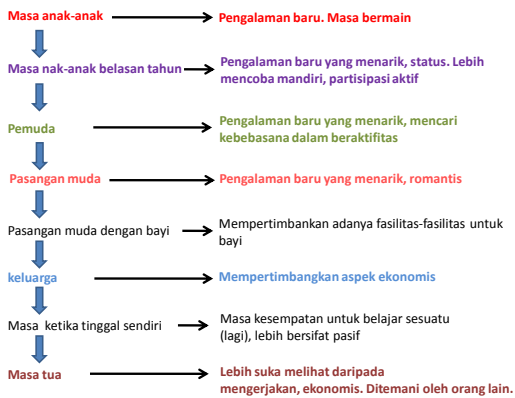 Masa anak-anak
Pengalaman baru. Masa bermain
Masa nak-anak belasan tahun
Pengalaman baru yang menarik, status. Lebih
mencoba mandiri, partisipasi aktif
Pemuda
Pengalaman baru yang menarik, mencari
kebebasana dalam beraktifitas
Pasangan muda
Pengalaman baru yang menarik, romantis
Pasangan muda dengan bayi
Mempertimbankan adanya fasilitas-fasilitas untuk
bayi
keluarga
Mempertimbangkan aspek ekonomis
Masa ketika tinggal sendiri
Masa kesempatan untuk belajar sesuatu
(lagi), lebih bersifat pasif
Masa tua
Lebih suka melihat daripada
mengerjakan, ekonomis. Ditemani oleh orang lain.